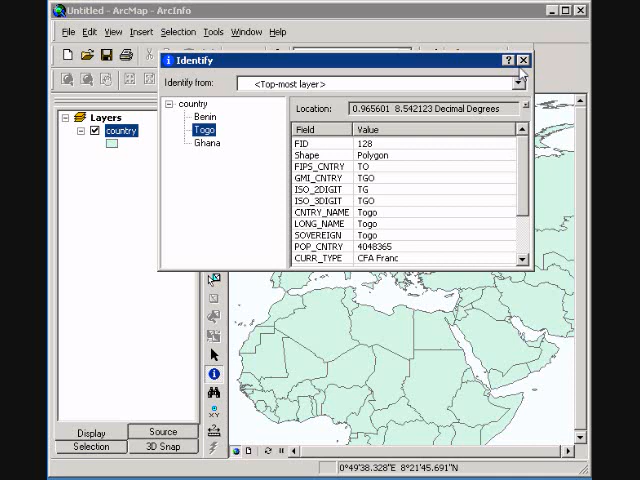 Untitled - ArcMap - ArcInfo
File Edit View Insert Selection Tools Window Help
Identify
Identify from: <Top-most layer>
country
Benin
Togo
Ghana
Location: 0.965601 8.542123 Decimal Degrees
Field Value
FID 128
Shape Polygon
FIPS_CNTRY TO
GMI_CNTRY TGO
ISO_2DIGIT TG
ISO_3DIGIT TGO
CNTRY_NAME Togo
LONG_NAME Togo
SOVEREIGN Togo
POP_CNTRY 4048365
CURR_TYPE CFA Franc
Layers
country
XY
Display Source
Selection 3D Snap
0°49'38.328"E 8°21'45.691"N